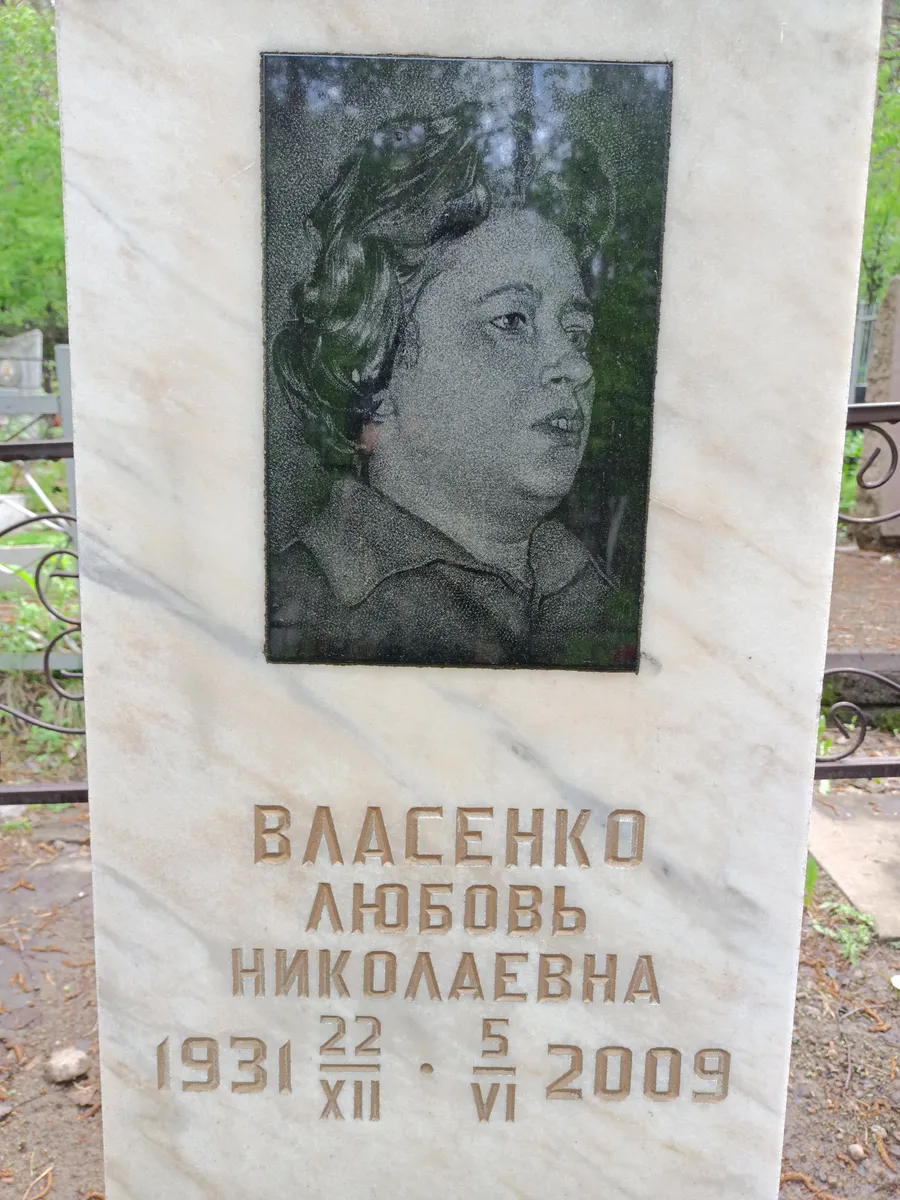 ВЛАСЕНКО
ЛЮБОВЬ
НИКОЛАЕВНА
1931 22/XII · 5/VI 2009